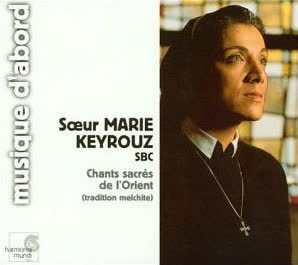 musique d'abord
Sœur MARIE
KEYROUZ
SBC
Chants sacrés
de l'Orient
(tradition melchite)
harmonia
mundi